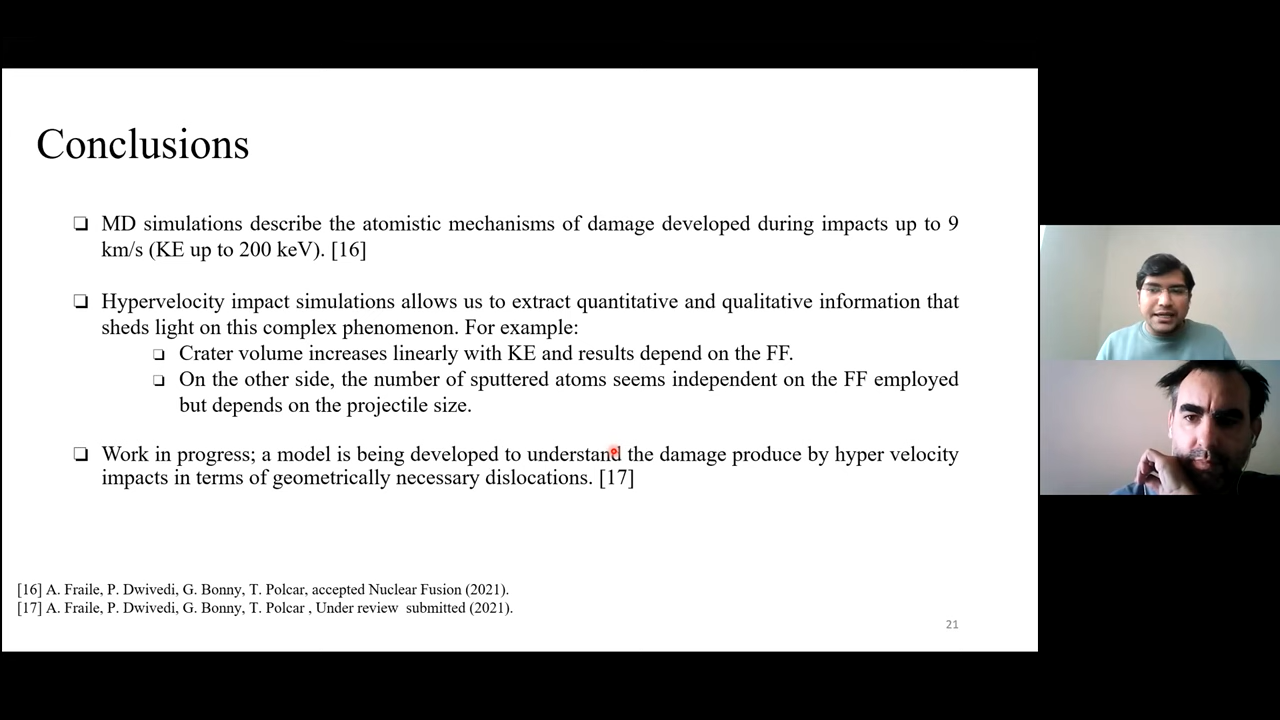 Conclusions
❑ MD simulations describe the atomistic mechanisms of damage developed during impacts up to 9
km/s (KE up to 200 keV). [16]
❑ Hypervelocity impact simulations allows us to extract quantitative and qualitative information that
sheds light on this complex phenomenon. For example:
❑ Crater volume increases linearly with KE and results depend on the FF.
❑ On the other side, the number of sputtered atoms seems independent on the FF employed
but depends on the projectile size.
❑ Work in progress; a model is being developed to understand the damage produce by hyper velocity
impacts in terms of geometrically necessary dislocations. [17]
[16] A. Fraile, P. Dwivedi, G. Bonny, T. Polcar, accepted Nuclear Fusion (2021).
[17] A. Fraile, P. Dwivedi, G. Bonny, T. Polcar , Under review submitted (2021).
21